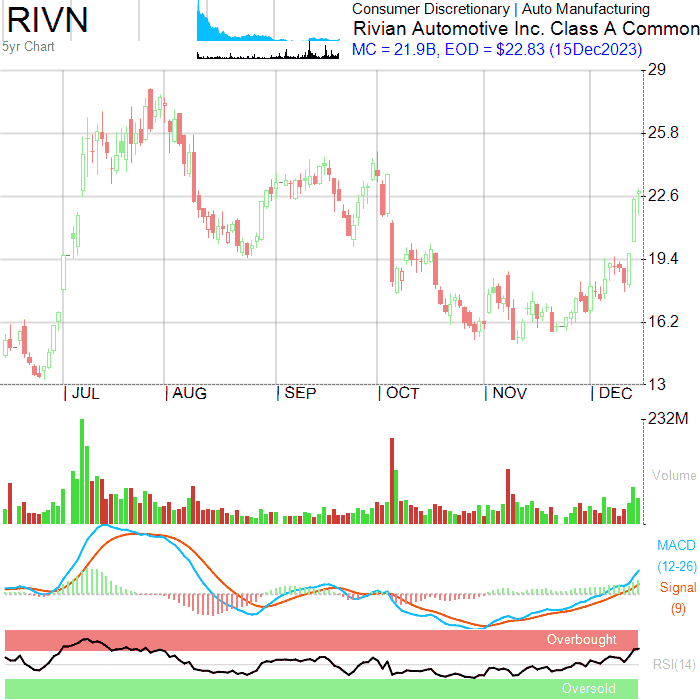 RIVN
5yr Chart
Consumer Discretionary | Auto Manufacturing
Rivian Automotive Inc. Class A Common
MC = 21.9B, EOD = $22.83 (15Dec2023)
29
25.8
22.6
19.4
16.2
13
JUL AUG SEP OCT NOV DEC
232M
Volume
MACD
(12-26)
Signal
(9)
Overbought
RSI(14)
Oversold